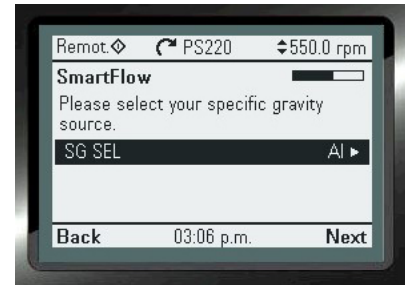 Remot. PS220 550.0 rpm
SmartFlow
Please select your specific gravity
source.
SG SEL AI
Back 03:06 p.m. Next